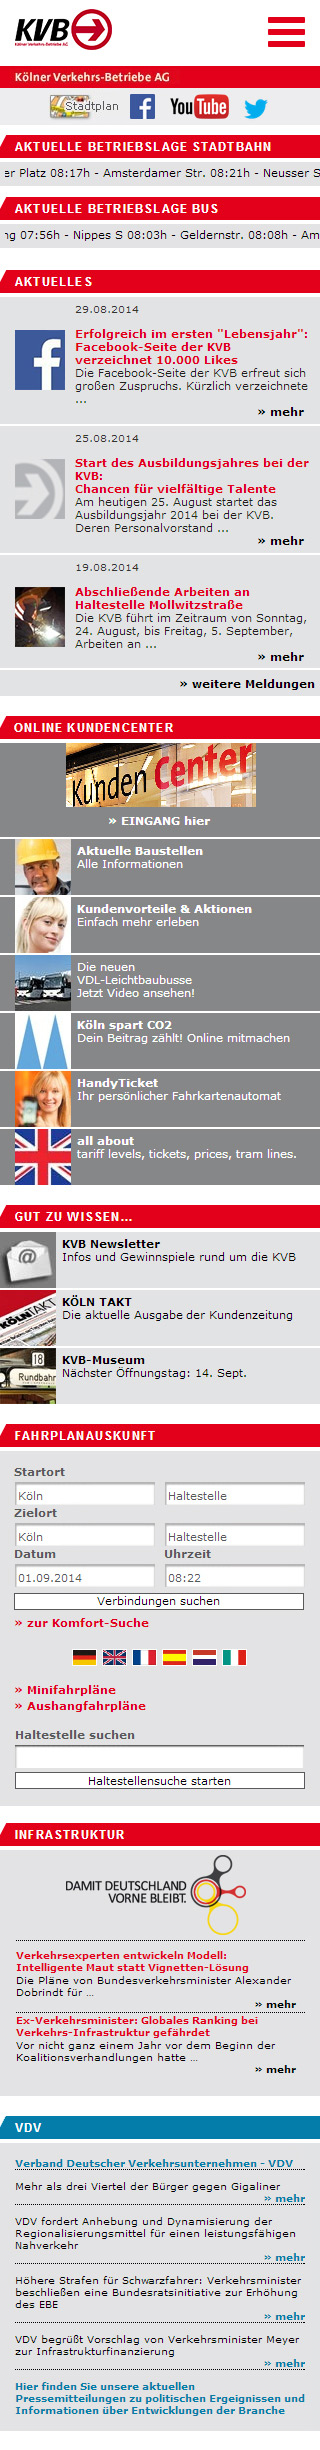 KVB
Kölner Verkehrs-Betriebe AG
Kölner Verkehrs-Betriebe AG
Stadtplan
YouTube
AKTUELLE BETRIEBSLAGE STADTBAHN
er Platz 08:17h - Amsterdamer Str. 08:21h - Neusser S
AKTUELLE BETRIEBSLAGE BUS
ng 07:56h - Nippes S 08:03h - Geldernstr. 08:08h - Am
AKTUELLES
29.08.2014
Erfolgreich im ersten "Lebensjahr":
Facebook-Seite der KVB
verzeichnet 10.000 Likes
Die Facebook-Seite der KVB erfreut sich
großen Zuspruchs. Kürzlich verzeichnete
...
» mehr
25.08.2014
Start des Ausbildungsjahres bei der
KVB:
Chancen für vielfältige Talente
Am heutigen 25. August startet das
Ausbildungsjahr 2014 bei der KVB.
Deren Personalvorstand ...
» mehr
19.08.2014
Abschließende Arbeiten an
Haltestelle Mollwitzstraße
Die KVB führt im Zeitraum von Sonntag,
24. August, bis Freitag, 5. September,
Arbeiten an ...
» mehr
» weitere Meldungen
ONLINE KUNDENCENTER
Kunden Center
» EINGANG hier
Aktuelle Baustellen
Alle Informationen
Kundenvorteile & Aktionen
Einfach mehr erleben
Die neuen
VDL-Leichtbaubusse
Jetzt Video ansehen!
Köln spart CO2
Dein Beitrag zählt! Online mitmachen
HandyTicket
Ihr persönlicher Fahrkartenautomat
all about
tariff levels, tickets, prices, tram lines.
GUT ZU WISSEN...
KVB Newsletter
Infos und Gewinnspiele rund um die KVB
KÖLNTAKT
KÖLN TAKT
Die aktuelle Ausgabe der Kundenzeitung
18
Rundbahn
KVB-Museum
Nächster Öffnungstag: 14. Sept.
FAHRPLANAUSKUNFT
Startort
Köln Haltestelle
Zielort
Köln Haltestelle
Datum Uhrzeit
01.09.2014 08:22
Verbindungen suchen
» zur Komfort-Suche
» Minifahrpläne
» Aushangfahrpläne
Haltestelle suchen
Haltestellensuche starten
INFRASTRUKTUR
DAMIT DEUTSCHLAND
VORNE BLEIBT.
Verkehrsexperten entwickeln Modell:
Intelligente Maut statt Vignetten-Lösung
Die Pläne von Bundesverkehrsminister Alexander
Dobrindt für ...
» mehr
Ex-Verkehrsminister: Globales Ranking bei
Verkehrs-Infrastruktur gefährdet
Vor nicht ganz einem Jahr vor dem Beginn der
Koalitionsverhandlungen hatte ...
» mehr
VDV
Verband Deutscher Verkehrsunternehmen - VDV
Mehr als drei Viertel der Bürger gegen Gigaliner
» mehr
VDV fordert Anhebung und Dynamisierung der
Regionalisierungsmittel für einen leistungsfähigen
Nahverkehr
» mehr
Höhere Strafen für Schwarzfahrer: Verkehrsminister
beschließen eine Bundesratsinitiative zur Erhöhung
des EBE
» mehr
VDV begrüßt Vorschlag von Verkehrsminister Meyer
zur Infrastrukturfinanzierung
» mehr
Hier finden Sie unsere aktuellen
Pressemitteilungen zu politischen Ergeignissen und
Informationen über Entwicklungen der Branche